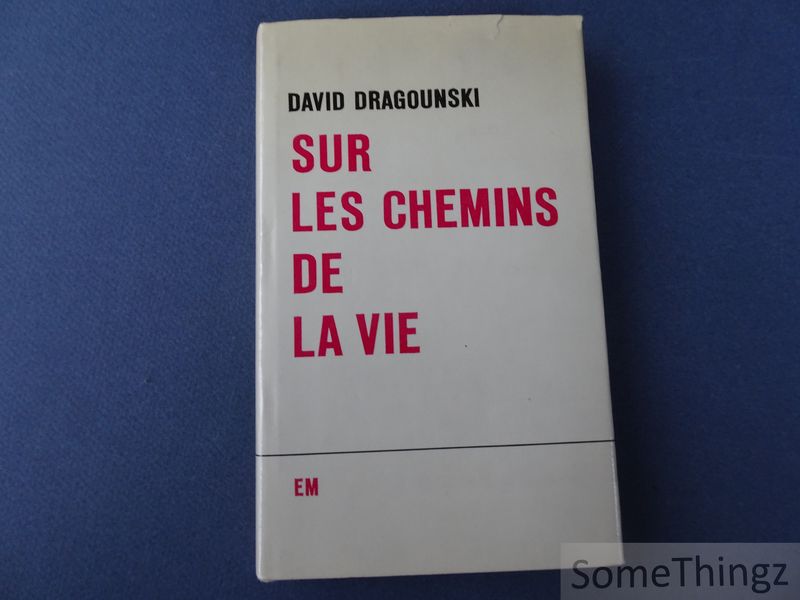 DAVID DRAGOUNSKI
SUR
LES CHEMINS
DE
LA VIE
EM
SomeThingz